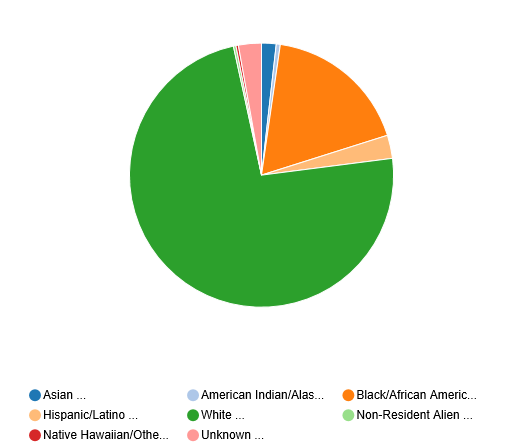 Asian ... American Indian/Alas... Black/African Americ...
Hispanic/Latino ... White ... Non-Resident Alien ...
Native Hawaiian/Othe... Unknown ...